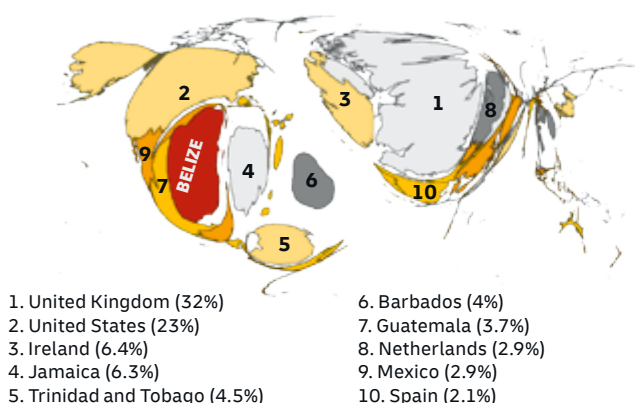 1
2
3
8
9
BELIZE
4
7
6
10
5
1. United Kingdom (32%)
2. United States (23%)
3. Ireland (6.4%)
4. Jamaica (6.3%)
5. Trinidad and Tobago (4.5%)
6. Barbados (4%)
7. Guatemala (3.7%)
8. Netherlands (2.9%)
9. Mexico (2.9%)
10. Spain (2.1%)